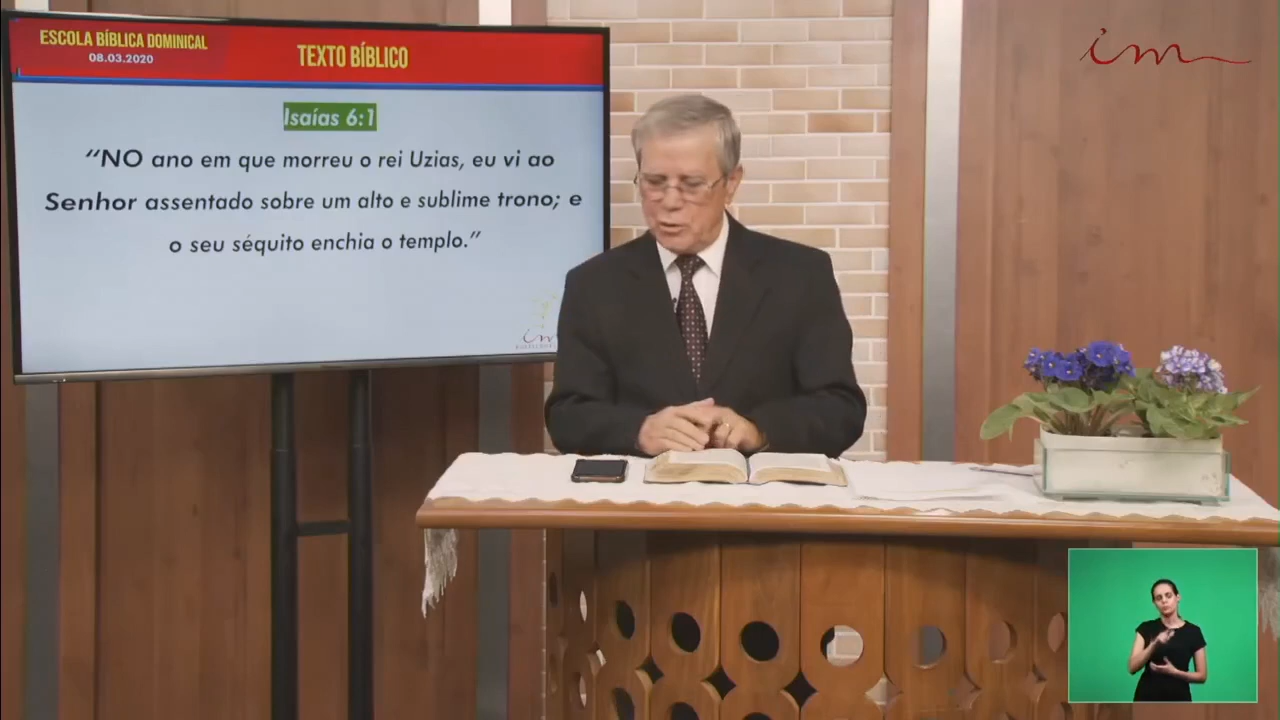 ESCOLA BÍBLICA DOMINICAL
08.03.2020
TEXTO BÍBLICO
im
Isaías 6:1
“NO ano em que morreu o rei Uzias, eu vi ao
Senhor assentado sobre um alto e sublime trono; e
o seu séquito enchia o templo.”
im